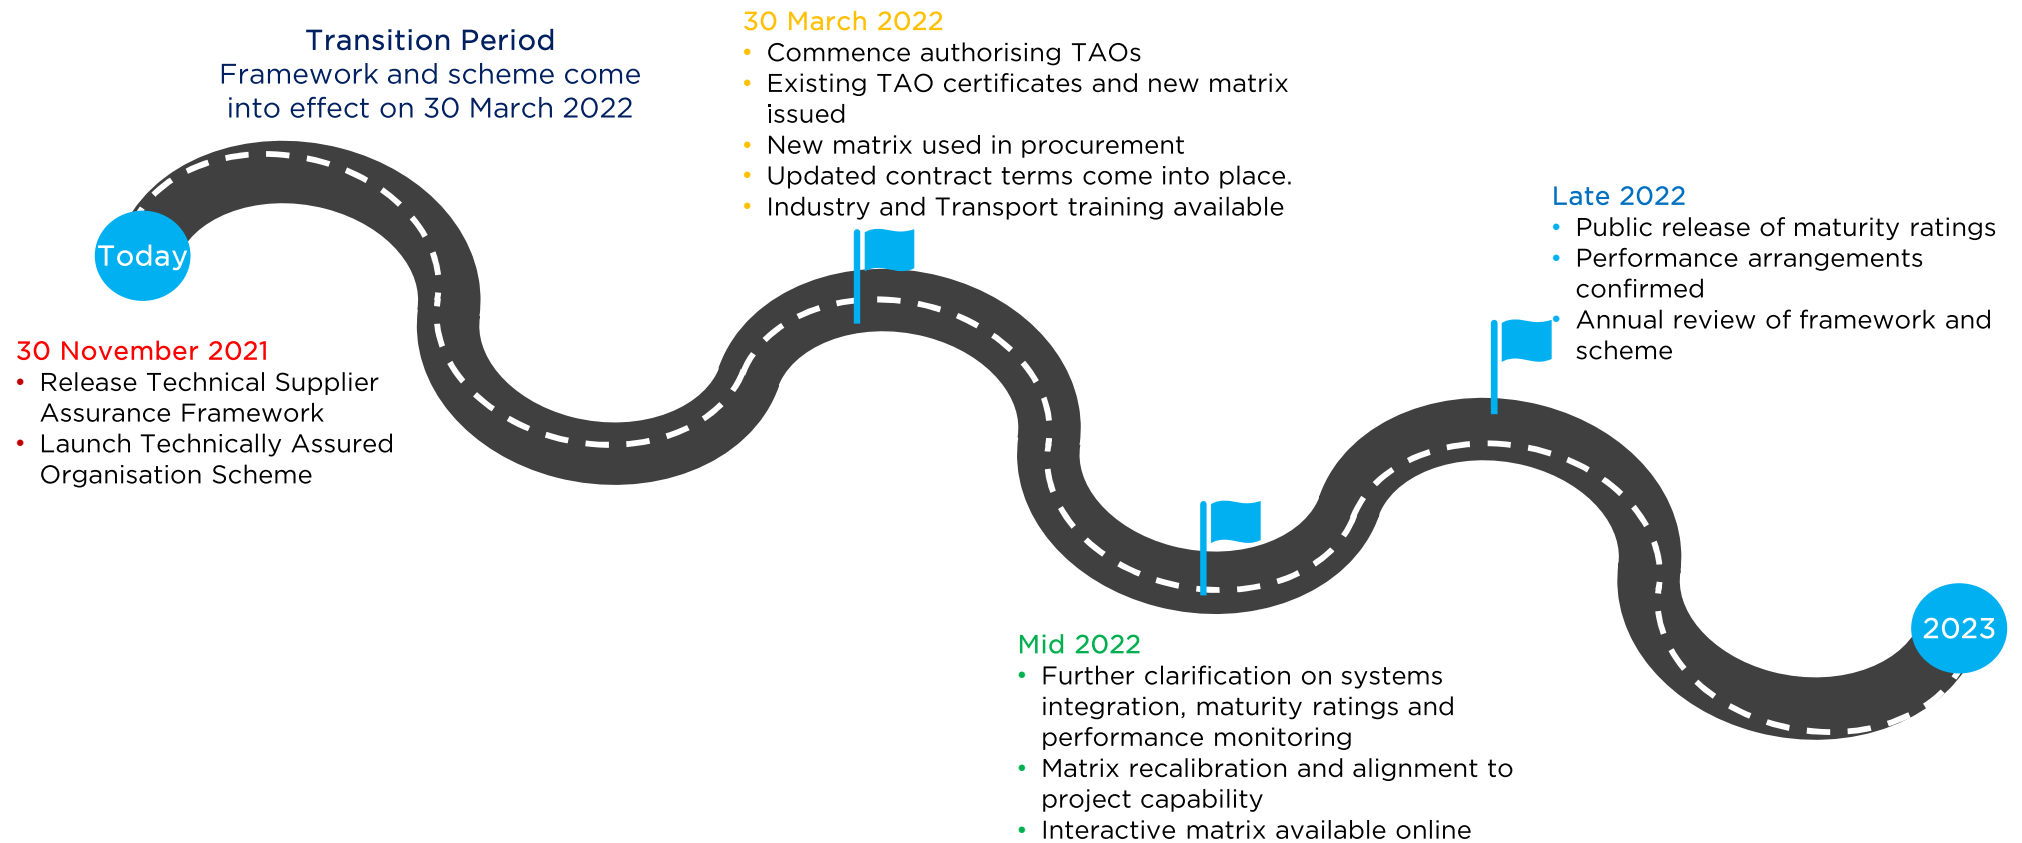 Transition Period
Framework and scheme come
into effect on 30 March 2022
Today
30 November 2021
• Release Technical Supplier
Assurance Framework
• Launch Technically Assured
Organisation Scheme
30 March 2022
• Commence authorising TAOs
• Existing TAO certificates and new matrix
issued
• New matrix used in procurement
• Updated contract terms come into place.
• Industry and Transport training available
Mid 2022
• Further clarification on systems
integration, maturity ratings and
performance monitoring
• Matrix recalibration and alignment to
project capability
• Interactive matrix available online
Late 2022
• Public release of maturity ratings
• Performance arrangements
confirmed
• Annual review of framework and
scheme
2023